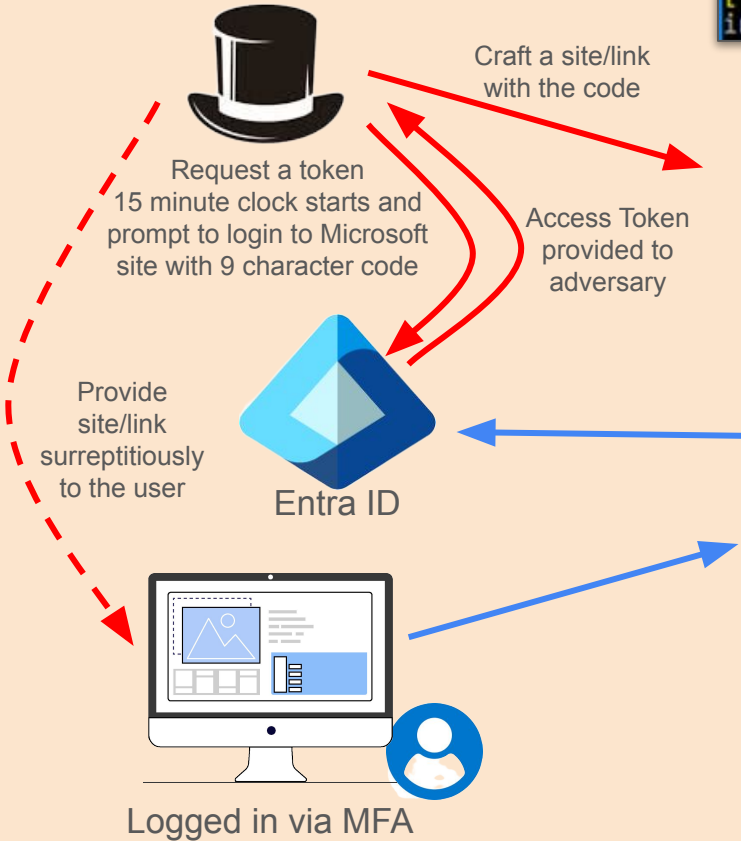 Craft a site/link
with the code
Request a token
15 minute clock starts and
prompt to login to Microsoft
site with 9 character code
Access Token
provided to
adversary
Provide
site/link
surreptitiously
to the user
Entra ID
Logged in via MFA